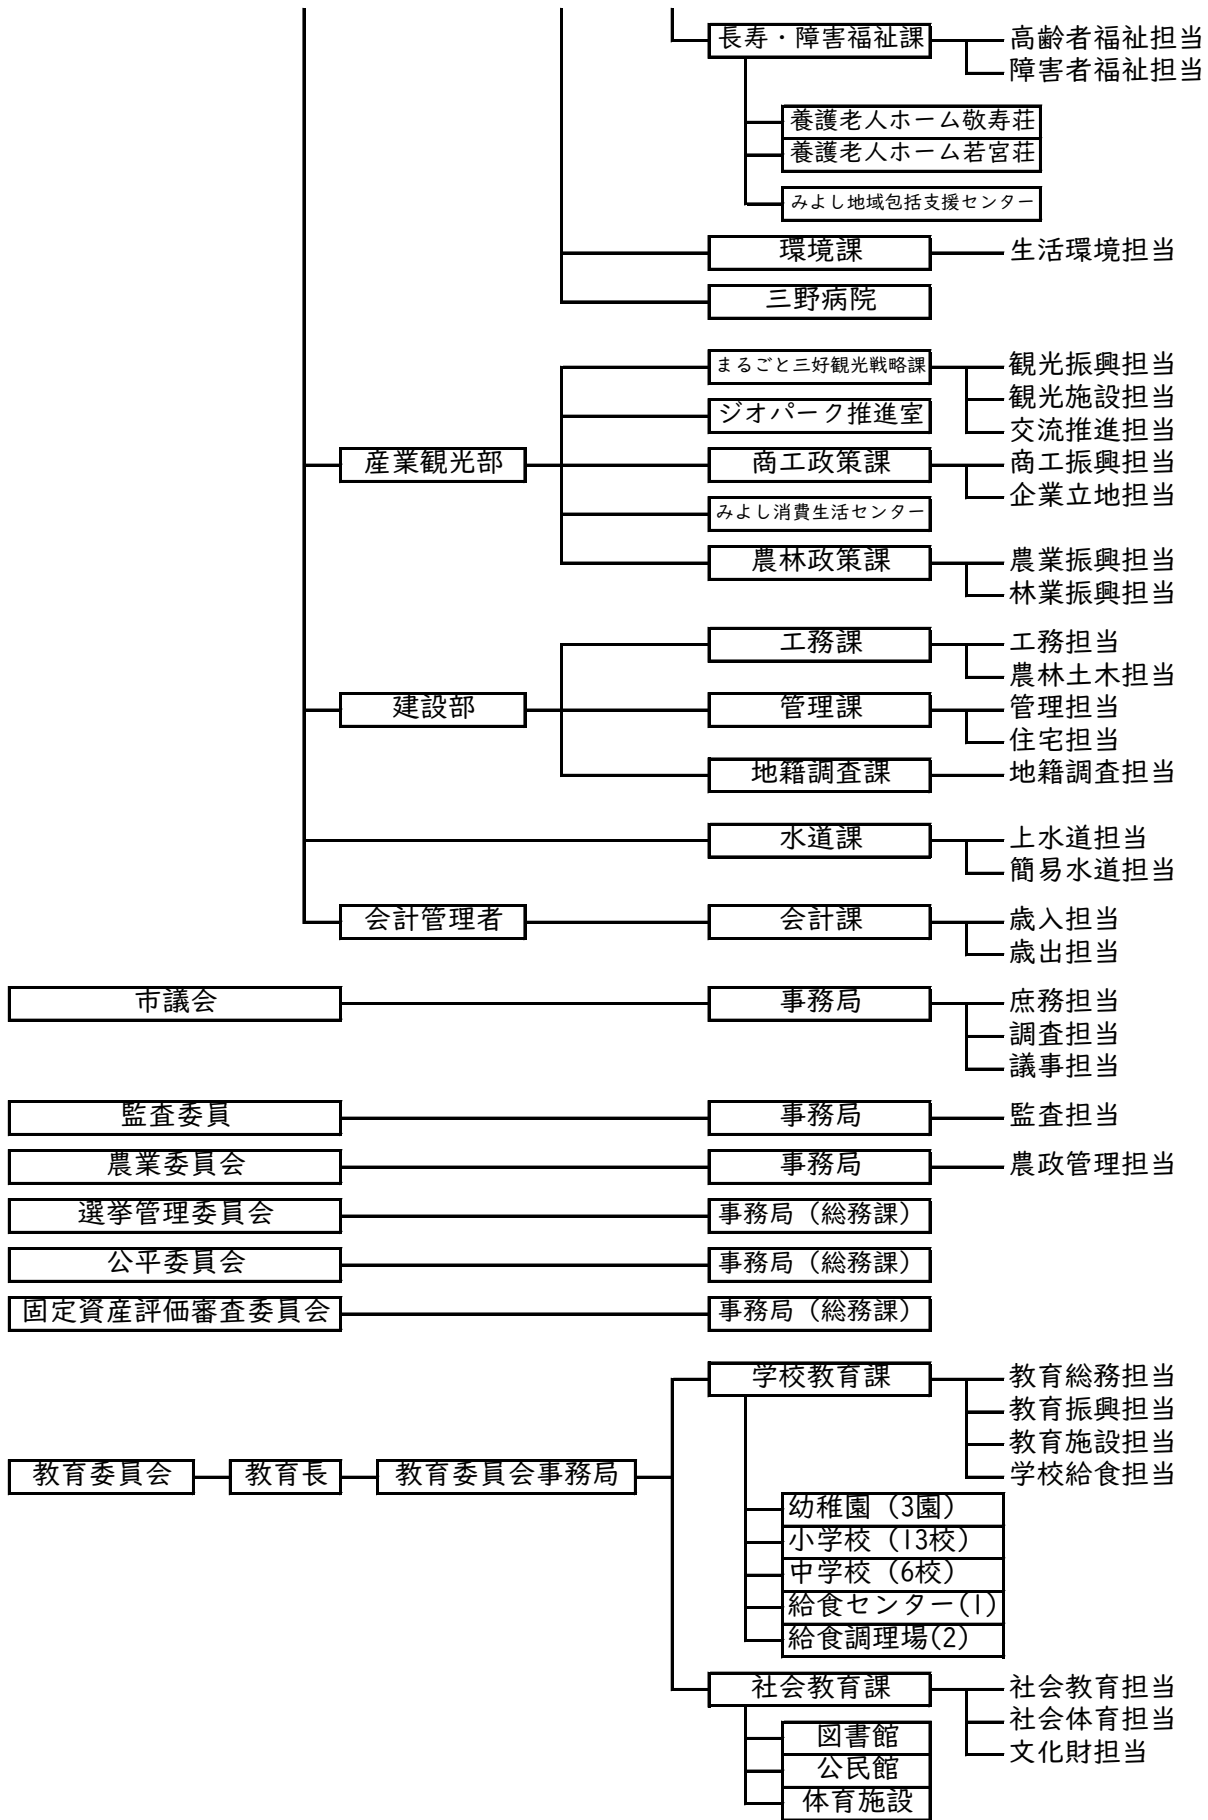 長寿・障害福祉課 高齢者福祉担当
障害者福祉担当
養護老人ホーム敬寿荘
養護老人ホーム若宮荘
みよし地域包括支援センター
環境課 生活環境担当
三野病院
まるごと三好観光戦略課 観光振興担当
観光施設担当
ジオパーク推進室
交流推進担当
産業観光部 商工政策課 商工振興担当
企業立地担当
みよし消費生活センター
農林政策課 農業振興担当
林業振興担当
工務課 工務担当
農林土木担当
建設部 管理課 管理担当
住宅担当
地籍調査課 地籍調査担当
水道課 上水道担当
簡易水道担当
会計管理者 会計課 歳入担当
歳出担当
市議会 事務局 庶務担当
調査担当
議事担当
監査委員 事務局 監査担当
農業委員会 事務局 農政管理担当
選挙管理委員会 事務局（総務課）
公平委員会 事務局（総務課）
固定資産評価審査委員会 事務局（総務課）
学校教育課 教育総務担当
教育振興担当
教育施設担当
教育委員会 教育長 教育委員会事務局 学校給食担当
幼稚園（3園）
小学校（13校）
中学校（6校）
給食センター(1)
給食調理場(2)
社会教育課 社会教育担当
社会体育担当
図書館
文化財担当
公民館
体育施設